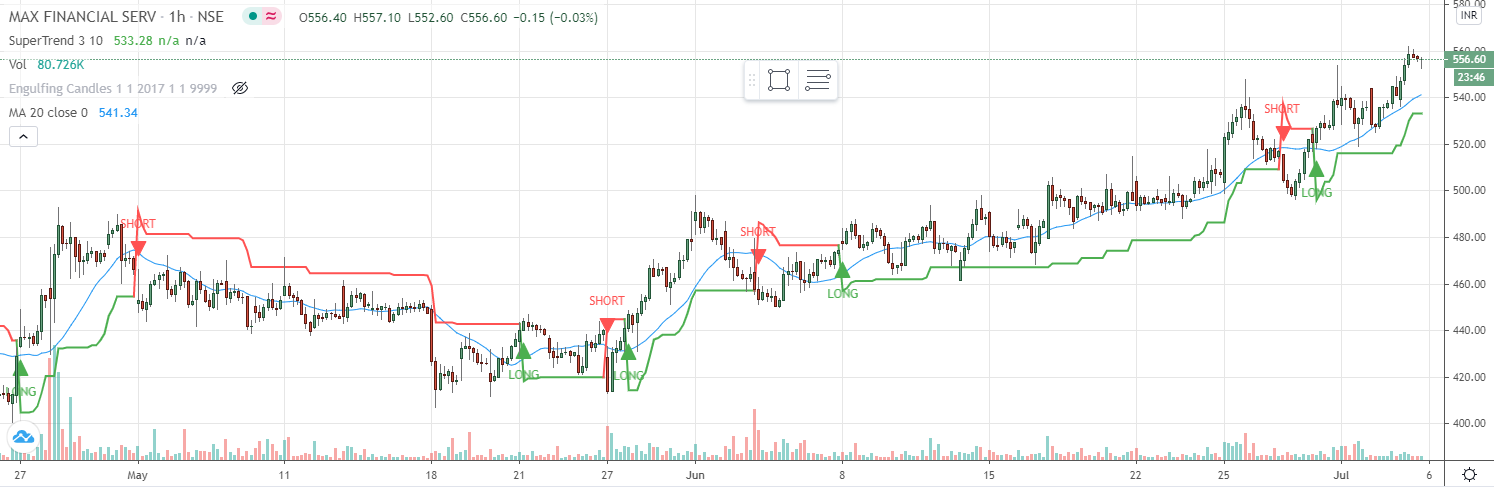 MAX FINANCIAL SERV · 1h · NSE O556.40 H557.10 L552.60 C556.60 −0.15 (−0.03%)
SuperTrend 3 10 533.28 n/a n/a
Vol 80.726K
Engulfing Candles 1 1 2017 1 1 9999
MA 20 close 0 541.34
580.00
INR
560.00
556.60
23:46
540.00
520.00
500.00
480.00
460.00
440.00
420.00
400.00
SHORT
SHORT
SHORT
SHORT
LONG
LONG
LONG
LONG
LONG
27 May 11 18 21 27 Jun 8 15 22 25 Jul 6